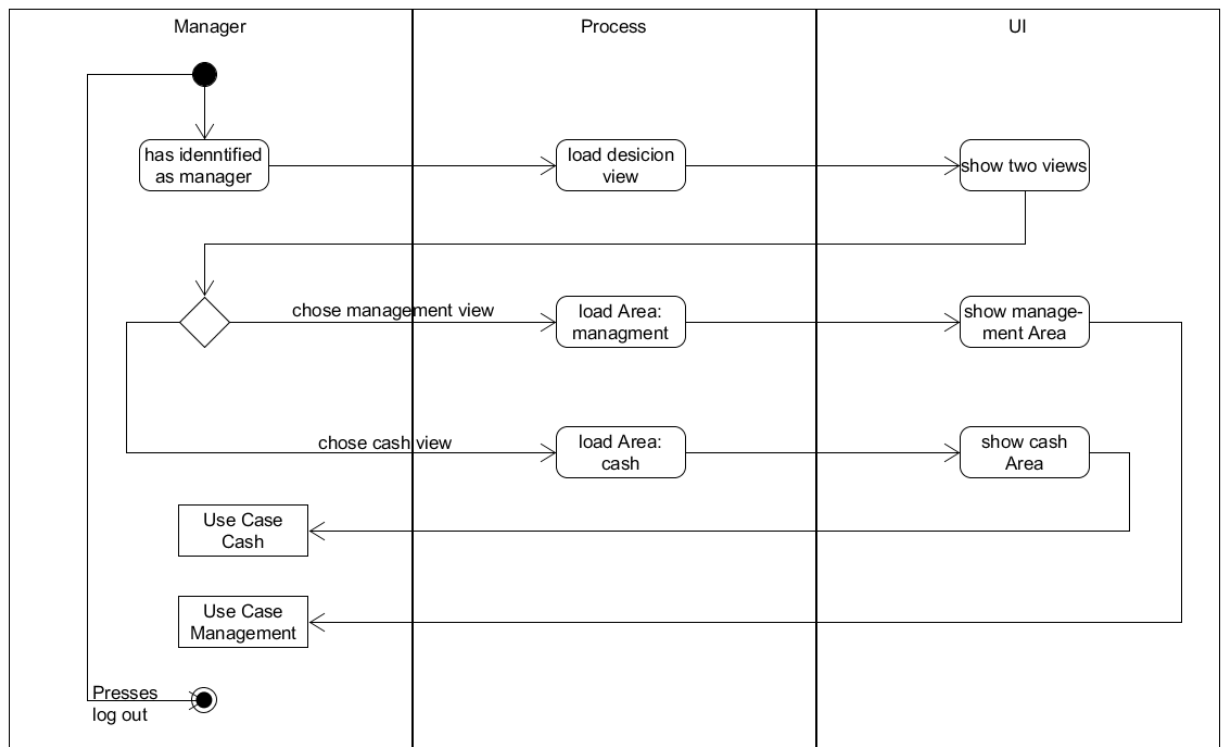 Manager
Process
UI
has idenntified
as manager
load desicion
view
show two views
chose management view
load Area:
managment
show manage-
ment Area
chose cash view
load Area:
cash
show cash
Area
Use Case
Cash
Use Case
Management
Presses
log out